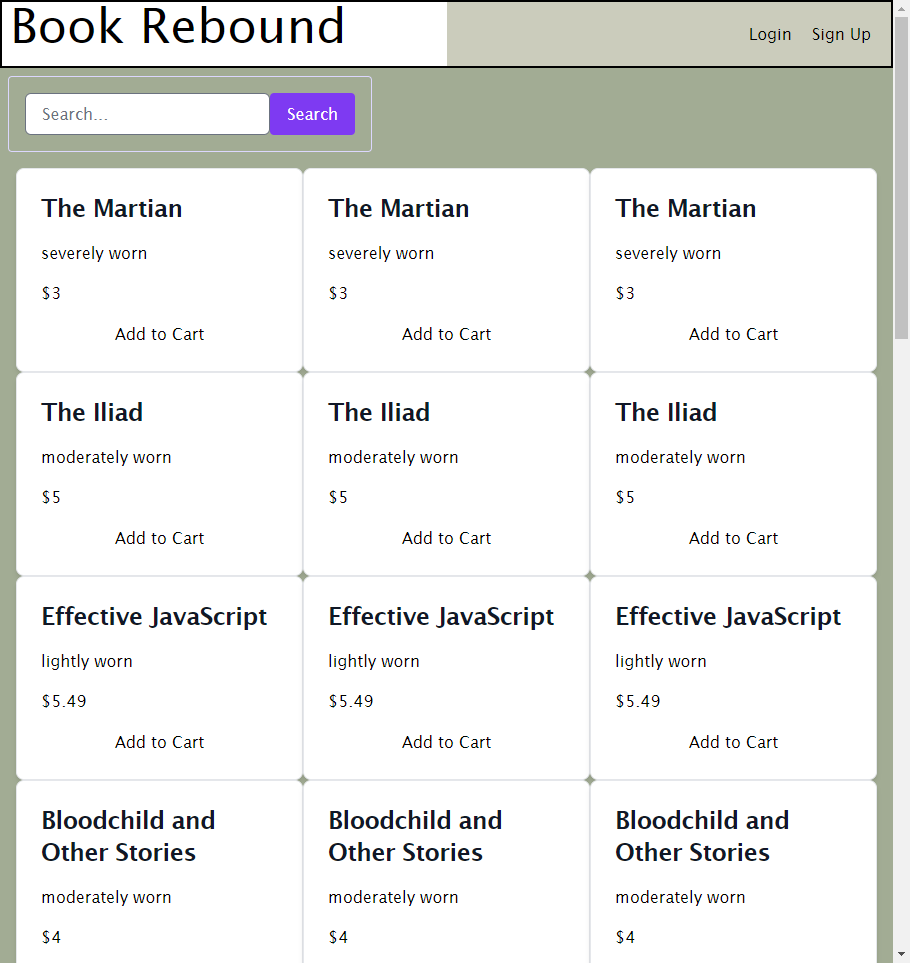 Book Rebound
Login Sign Up
Search... Search
The Martian The Martian The Martian
severely worn severely worn severely worn
$3 $3 $3
Add to Cart Add to Cart Add to Cart
The Iliad The Iliad The Iliad
moderately worn moderately worn moderately worn
$5 $5 $5
Add to Cart Add to Cart Add to Cart
Effective JavaScript Effective JavaScript Effective JavaScript
lightly worn lightly worn lightly worn
$5.49 $5.49 $5.49
Add to Cart Add to Cart Add to Cart
Bloodchild and Bloodchild and Bloodchild and
Other Stories Other Stories Other Stories
moderately worn moderately worn moderately worn
$4 $4 $4